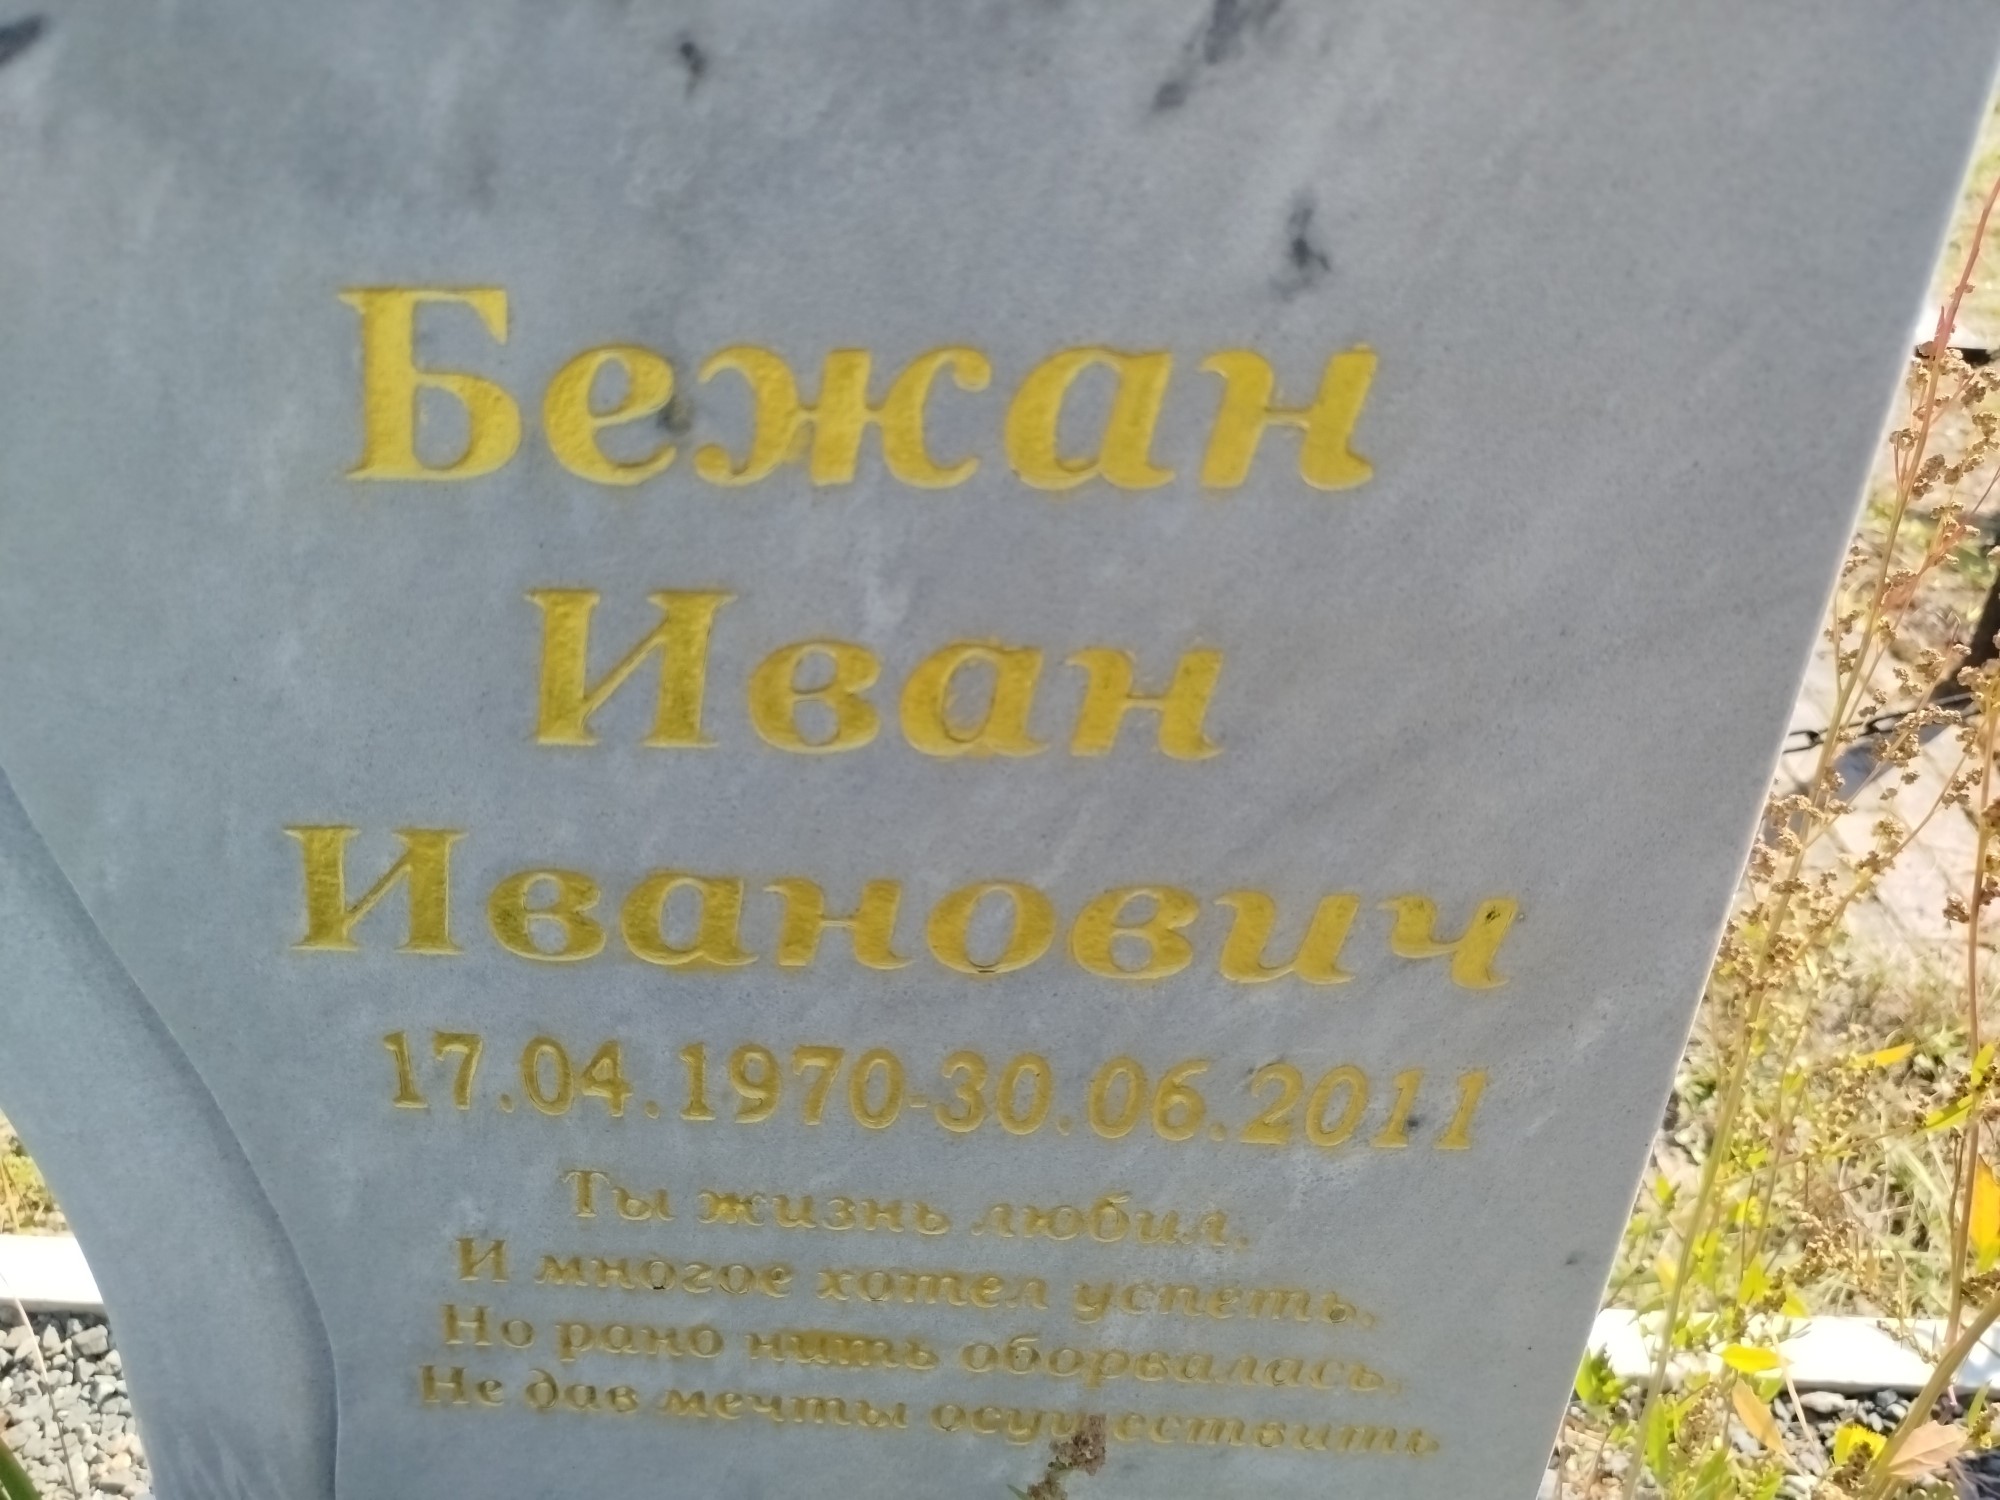 Бежан
Иван
Иванович
17.04.1970-30.06.2011
Ты жизнь любил.
И многое хотел успеть.
Но рано нить оборвалась,
Не дав мечты осуществить